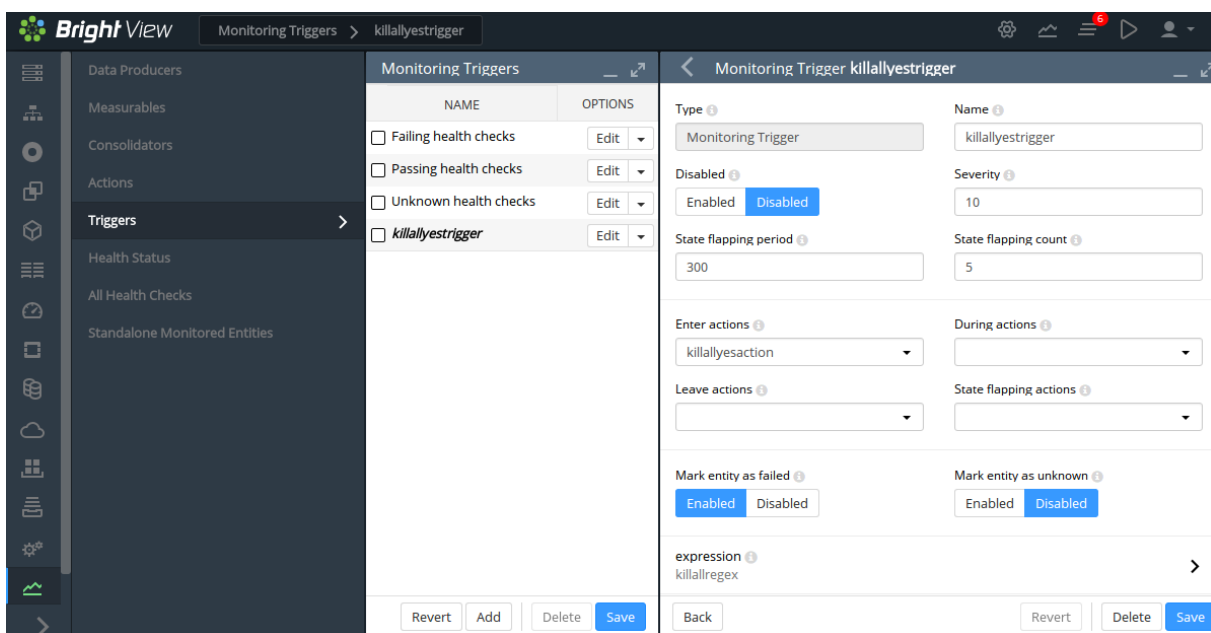 Bright View
Monitoring Triggers > killallyestrigger
6
Data Producers
Measurables
Consolidators
Actions
Triggers
Health Status
All Health Checks
Standalone Monitored Entities
Monitoring Triggers
NAME OPTIONS
Failing health checks Edit
Passing health checks Edit
Unknown health checks Edit
killallyestrigger Edit
Revert Add Delete Save
Monitoring Trigger killallyestrigger
Type Name
Monitoring Trigger killallyestrigger
Disabled Severity
Enabled Disabled 10
State flapping period State flapping count
300 5
Enter actions During actions
killallyesaction
Leave actions State flapping actions
Mark entity as failed Mark entity as unknown
Enabled Disabled Enabled Disabled
expression
killallregex
Back Revert Delete Save